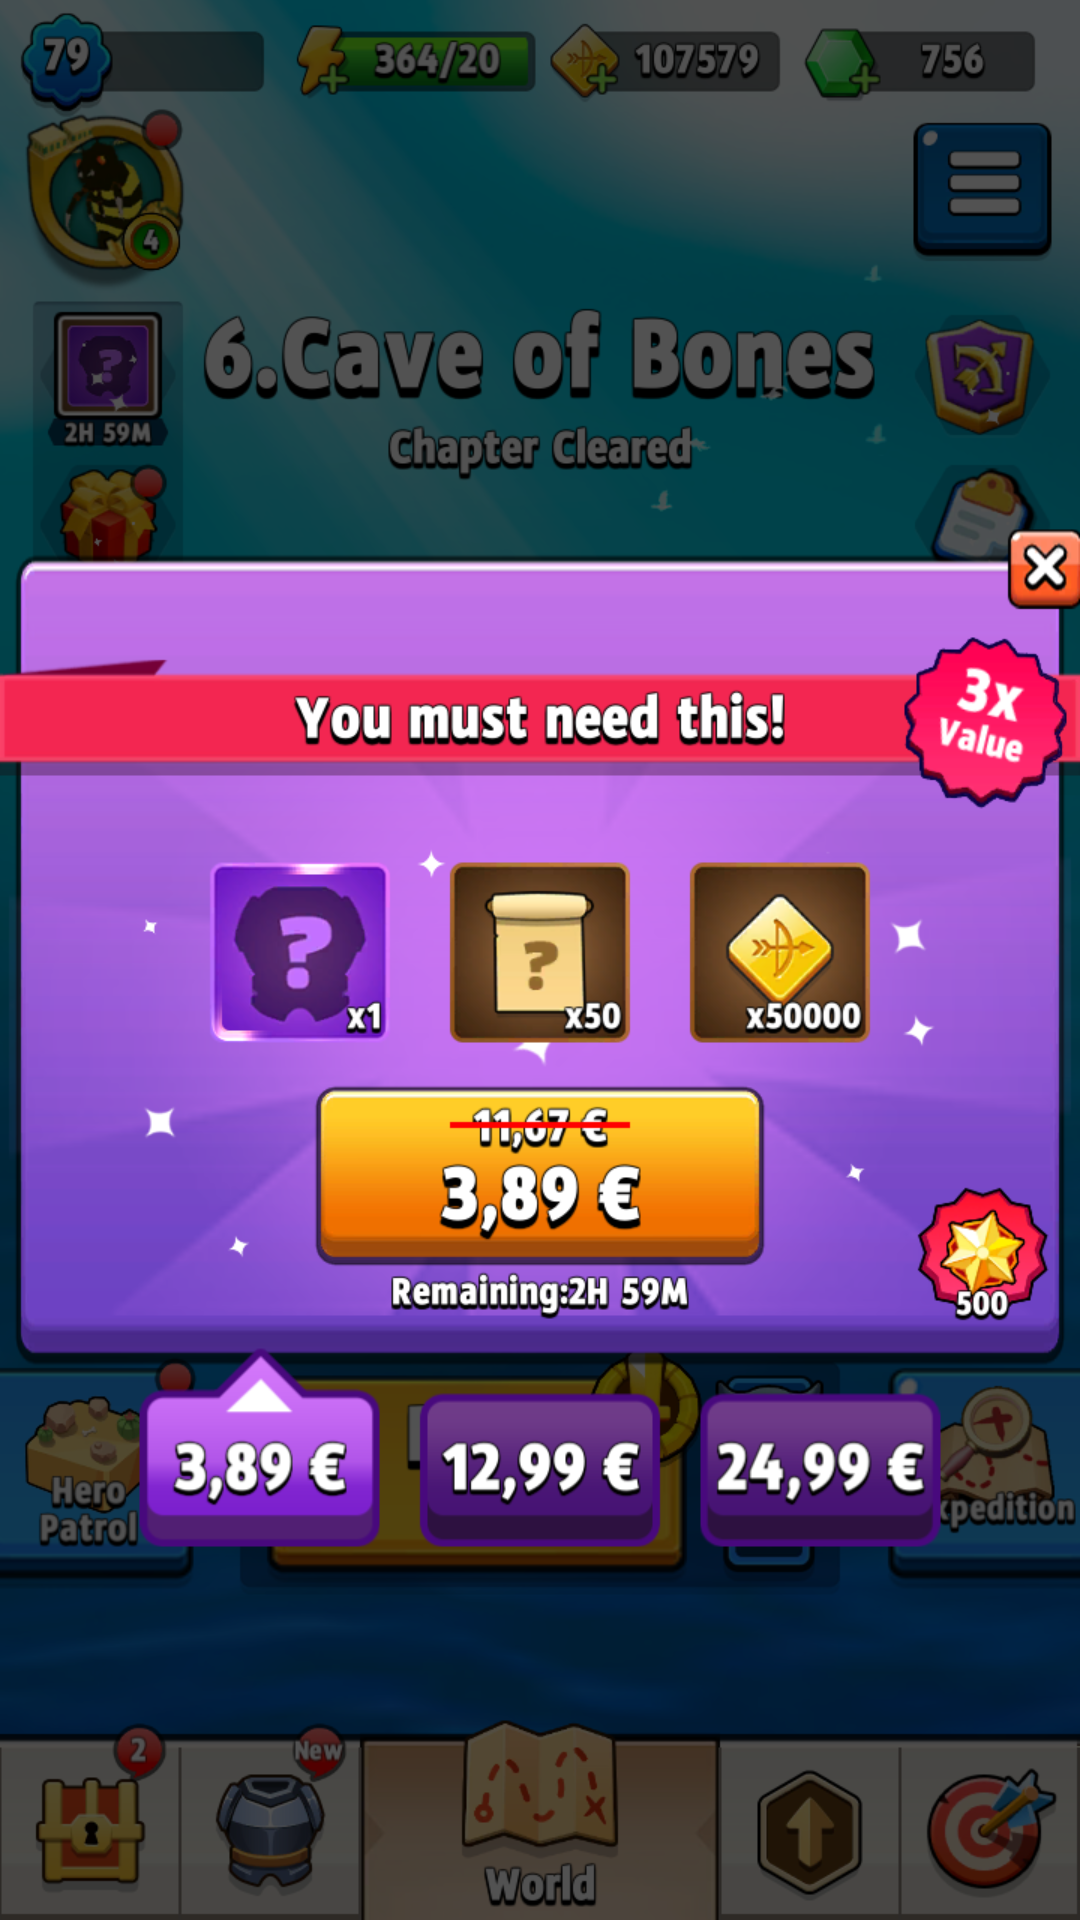 79
364/20
107579
756
4
6.Cave of Bones
Chapter Cleared
?
2H 59M
You must need this!
3x
Value
?
x1
?
x50
x50000
11,67 €
3,89 €
Remaining:2H 59M
500
3,89 €
12,99 €
24,99 €
Hero
Patrol
xpedition
2
New
World